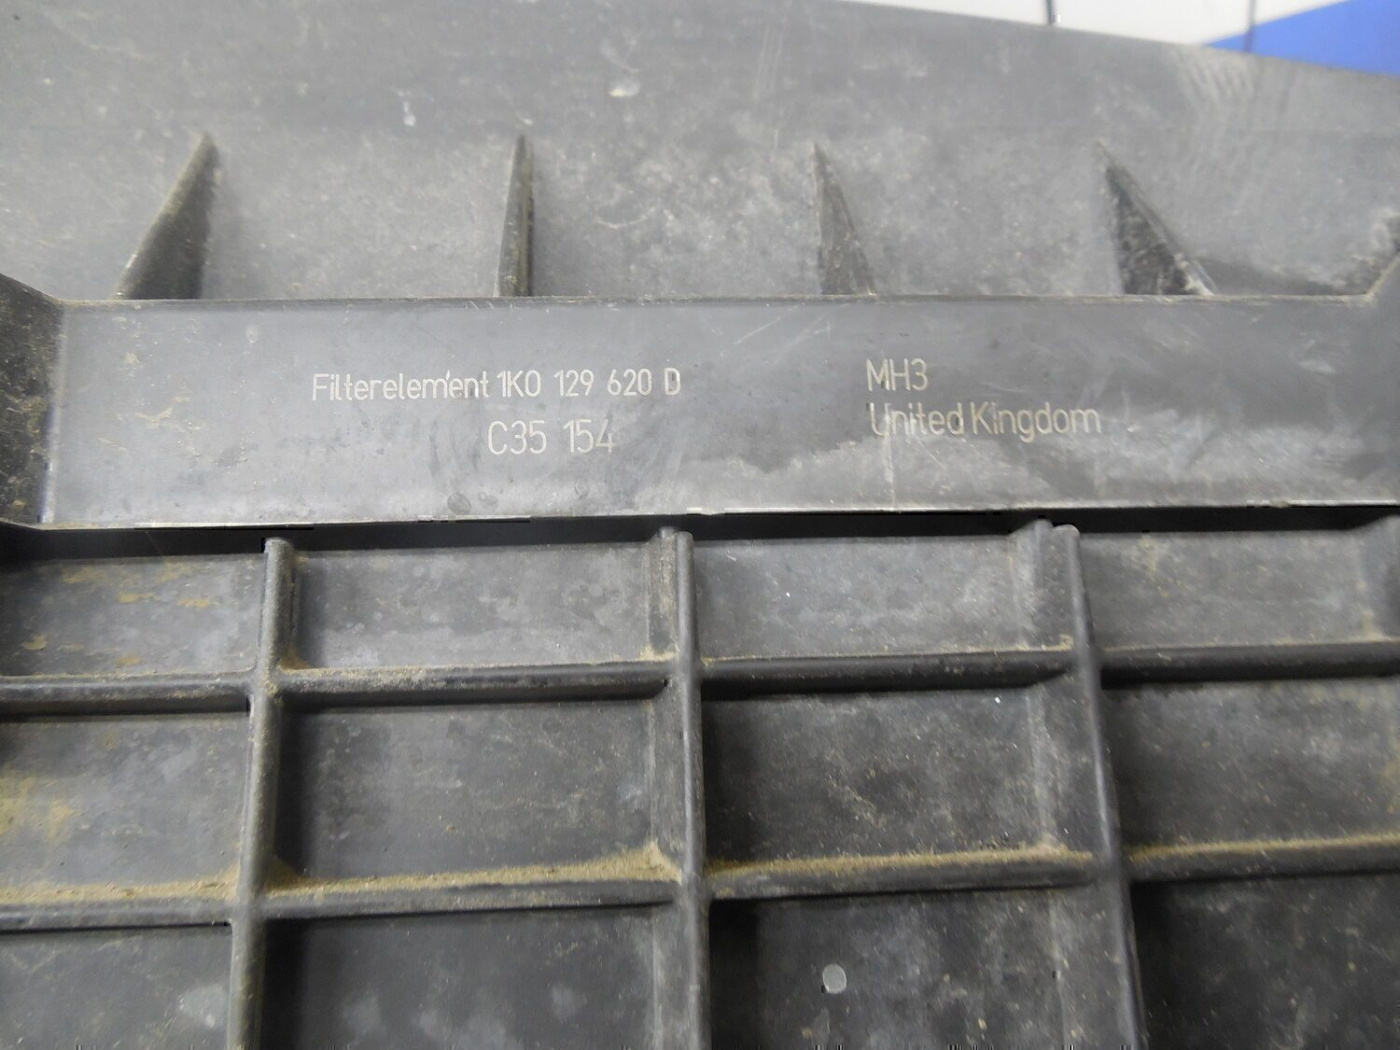 Filterelement 1K0 129 620 D
C35 154
MH3
United Kingdom